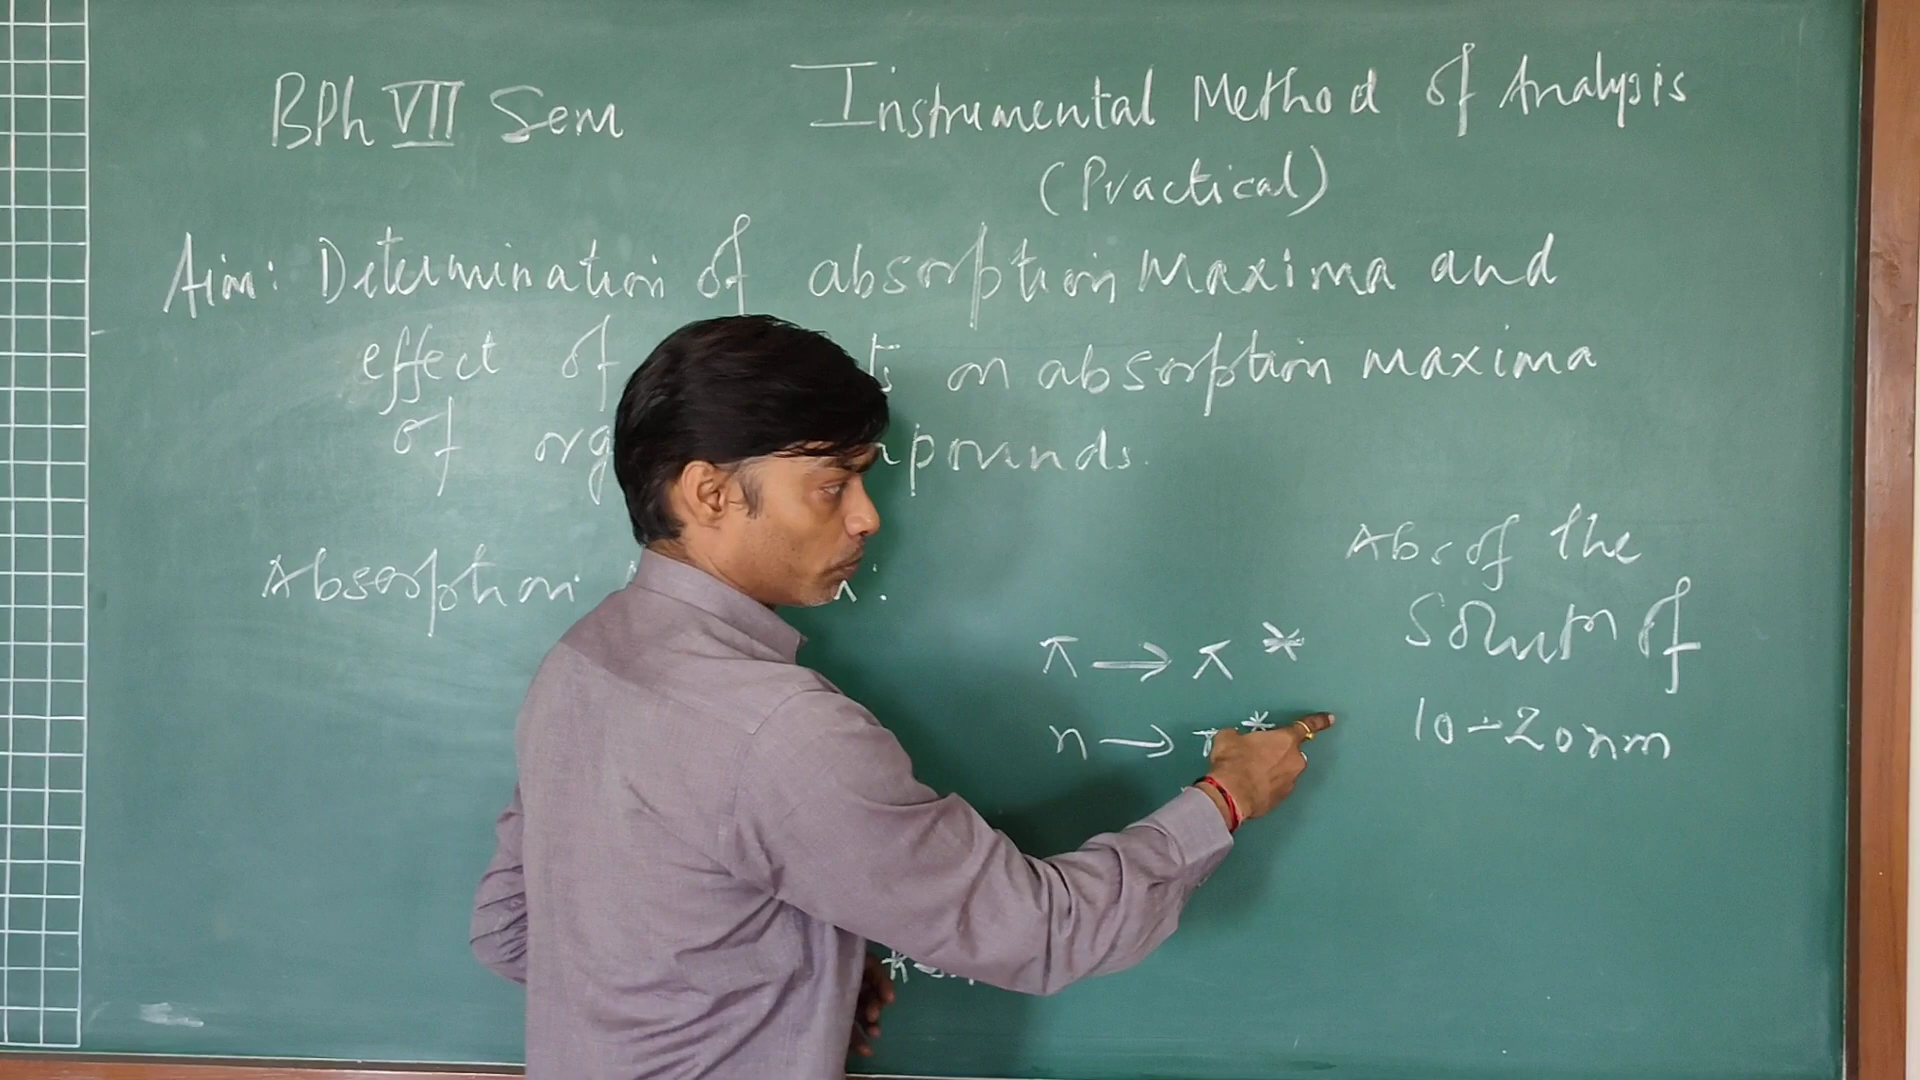 BPh VII Sem
Instrumental Method of Analysis
(Practical)
Aim: Determination of absorption Maxima and
effect of on absorption maxima
of
Absorption
Abs of the
of
π → π *
n → π *
10-20nm